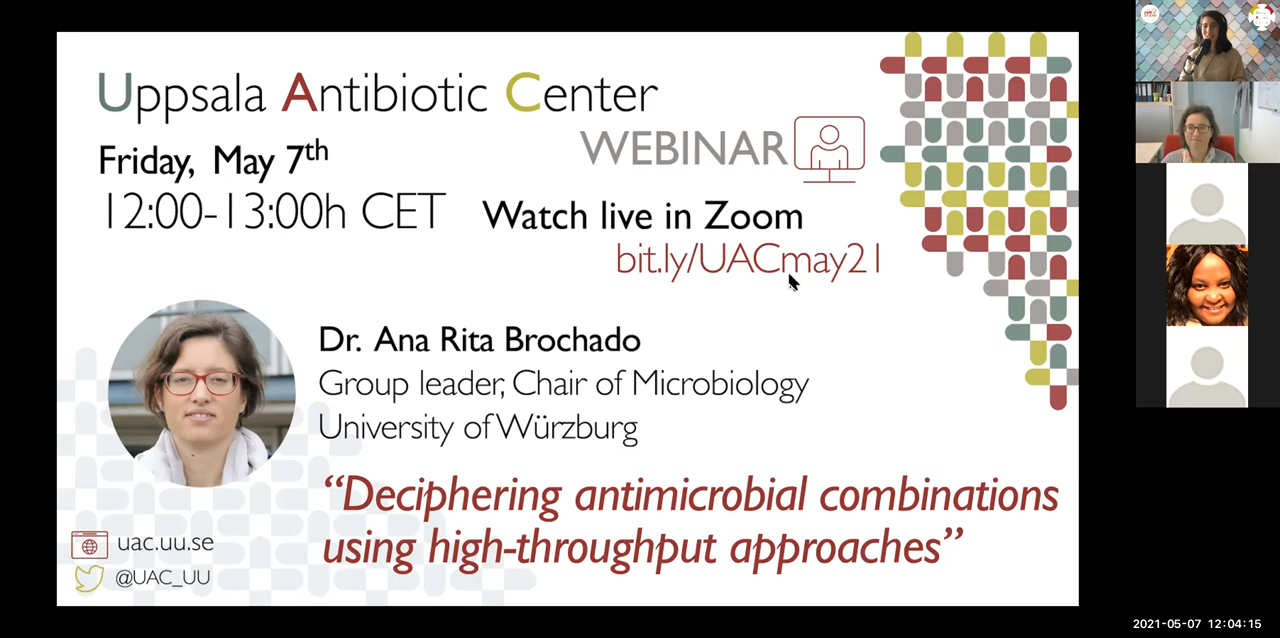 Uppsala Antibiotic Center
WEBINAR
Friday, May 7th
12:00-13:00h CET
Watch live in Zoom
bit.ly/UACmay21
Dr. Ana Rita Brochado
Group leader, Chair of Microbiology
University of Würzburg
“Deciphering antimicrobial combinations
using high-throughput approaches”
uac.uu.se
@UAC_UU
2021-05-07 12:04:15